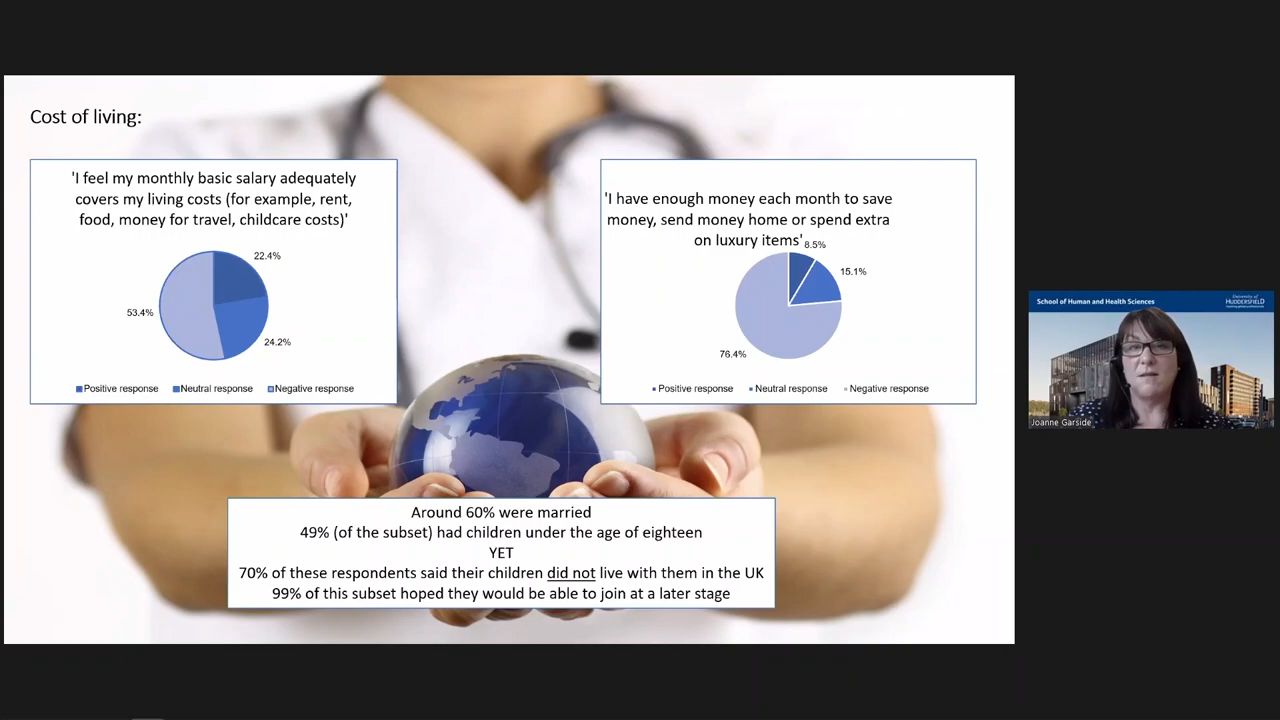 Cost of living:
'I feel my monthly basic salary adequately
covers my living costs (for example, rent,
food, money for travel, childcare costs)'
22.4%
53.4%
24.2%
Positive response
Neutral response
Negative response
'I have enough money each month to save
money, send money home or spend extra
on luxury items'
8.5%
15.1%
76.4%
Positive response
Neutral response
Negative response
Around 60% were married
49% (of the subset) had children under the age of eighteen
YET
70% of these respondents said their children did not live with them in the UK
99% of this subset hoped they would be able to join at a later stage
School of Human and Health Sciences
University of
HUDDERSFIELD
Joanne Garside